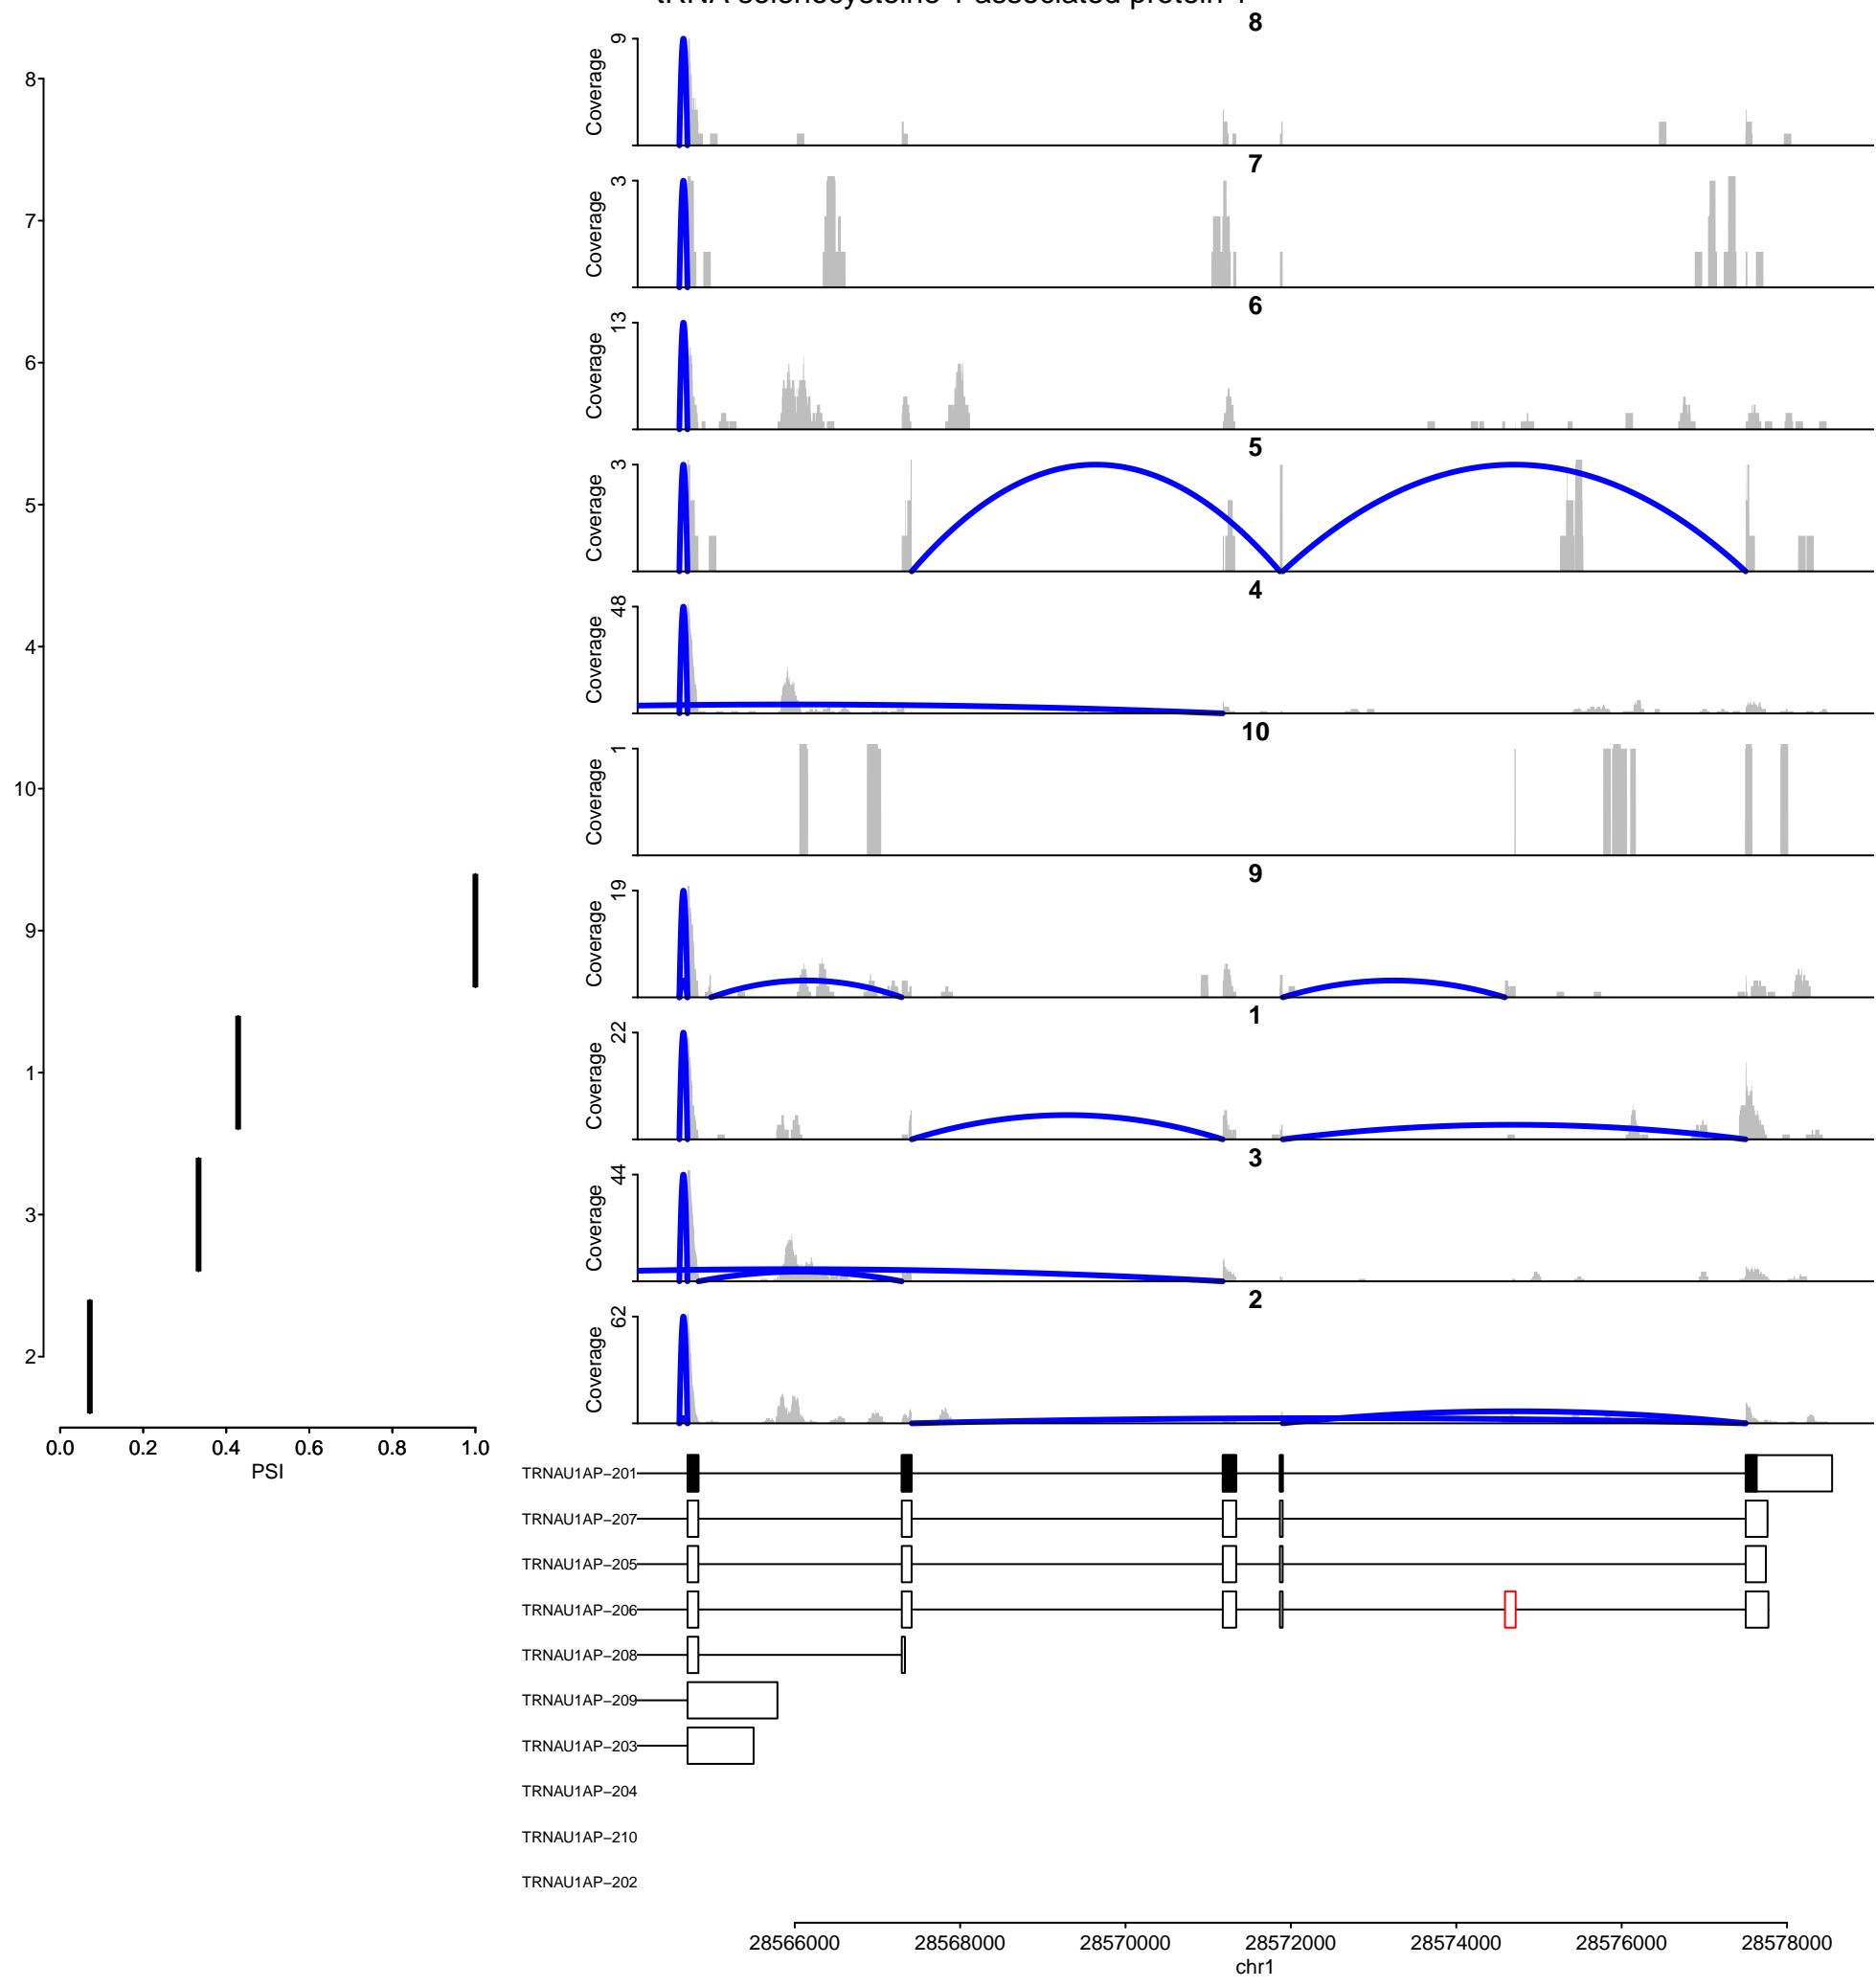 8
9
Coverage
8
7
3
Coverage
7
6
13
Coverage
6
5
3
Coverage
5
4
48
Coverage
4
10
1
Coverage
10
9
19
Coverage
9
1
22
Coverage
1
3
44
Coverage
3
2
62
Coverage
2
0.0 0.2 0.4 0.6 0.8 1.0
PSI
TRNAU1AP−201
TRNAU1AP−207
TRNAU1AP−205
TRNAU1AP−206
TRNAU1AP−208
TRNAU1AP−209
TRNAU1AP−203
TRNAU1AP−204
TRNAU1AP−210
TRNAU1AP−202
28566000 28568000 28570000 28572000 28574000 28576000 28578000
chr1